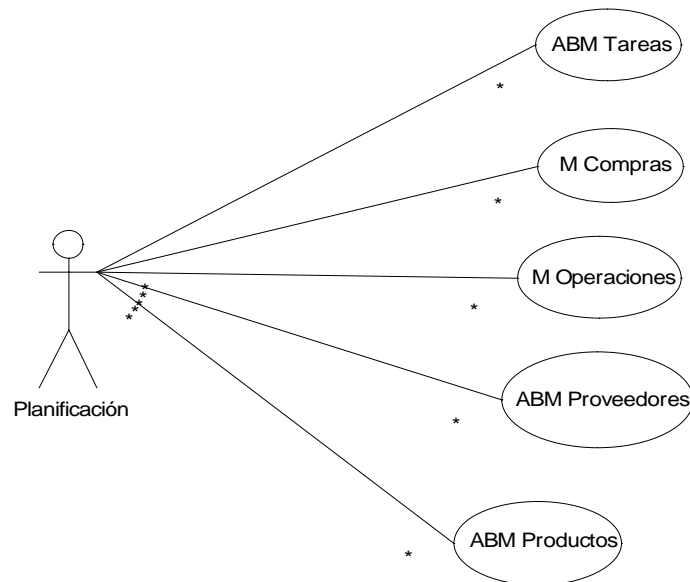 ABM Tareas
*
M Compras
*
M Operaciones
*
*
*
*
*
*
Planificación
ABM Proveedores
*
ABM Productos
*